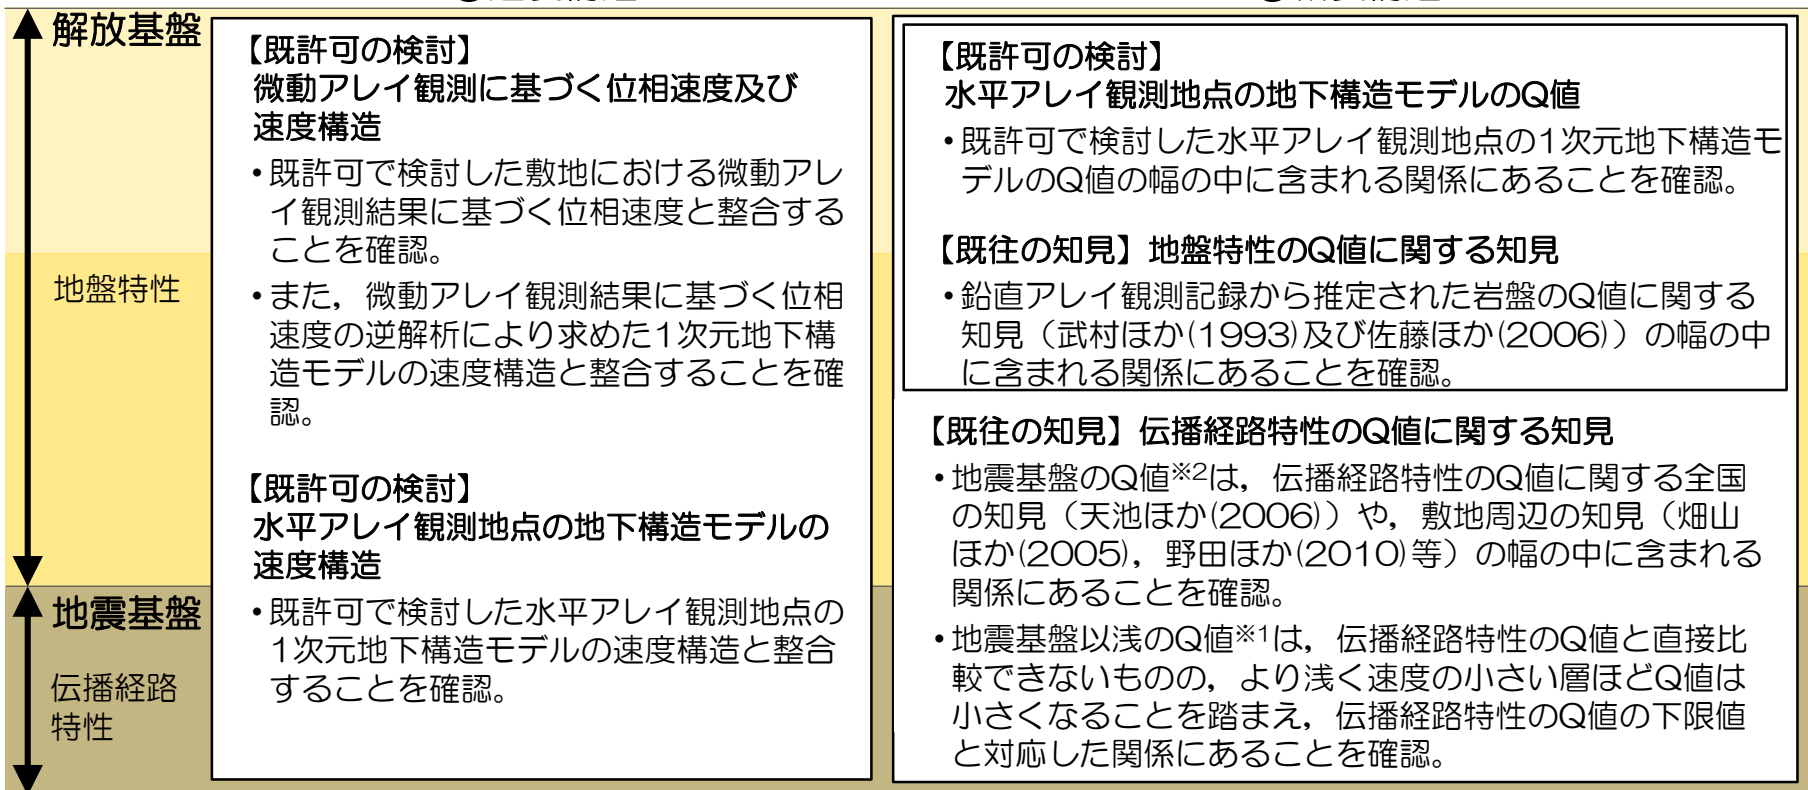 解放基盤
地盤特性
地震基盤
伝播経路
特性
【既許可の検討】
微動アレイ観測に基づく位相速度及び
速度構造
•既許可で検討した敷地における微動アレ
イ観測結果に基づく位相速度と整合する
ことを確認。
•また，微動アレイ観測結果に基づく位相
速度の逆解析により求めた1次元地下構
造モデルの速度構造と整合することを確
認。
【既許可の検討】
水平アレイ観測地点の地下構造モデルの
速度構造
•既許可で検討した水平アレイ観測地点の
1次元地下構造モデルの速度構造と整合
することを確認。
【既許可の検討】
水平アレイ観測地点の地下構造モデルのQ値
•既許可で検討した水平アレイ観測地点の1次元地下構造モ
デルのQ値の幅の中に含まれる関係にあることを確認。
【既往の知見】地盤特性のQ値に関する知見
•鉛直アレイ観測記録から推定された岩盤のQ値に関する
知見（武村ほか(1993)及び佐藤ほか(2006)）の幅の中
に含まれる関係にあることを確認。
【既往の知見】伝播経路特性のQ値に関する知見
•地震基盤のQ値※2は，伝播経路特性のQ値に関する全国
の知見（天池ほか(2006)）や，敷地周辺の知見（畑山
ほか(2005)，野田ほか(2010)等）の幅の中に含まれる
関係にあることを確認。
•地震基盤以浅のQ値※1は，伝播経路特性のQ値と直接比
較できないものの，より浅く速度の小さい層ほどQ値は
小さくなることを踏まえ，伝播経路特性のQ値の下限値
と対応した関係にあることを確認。